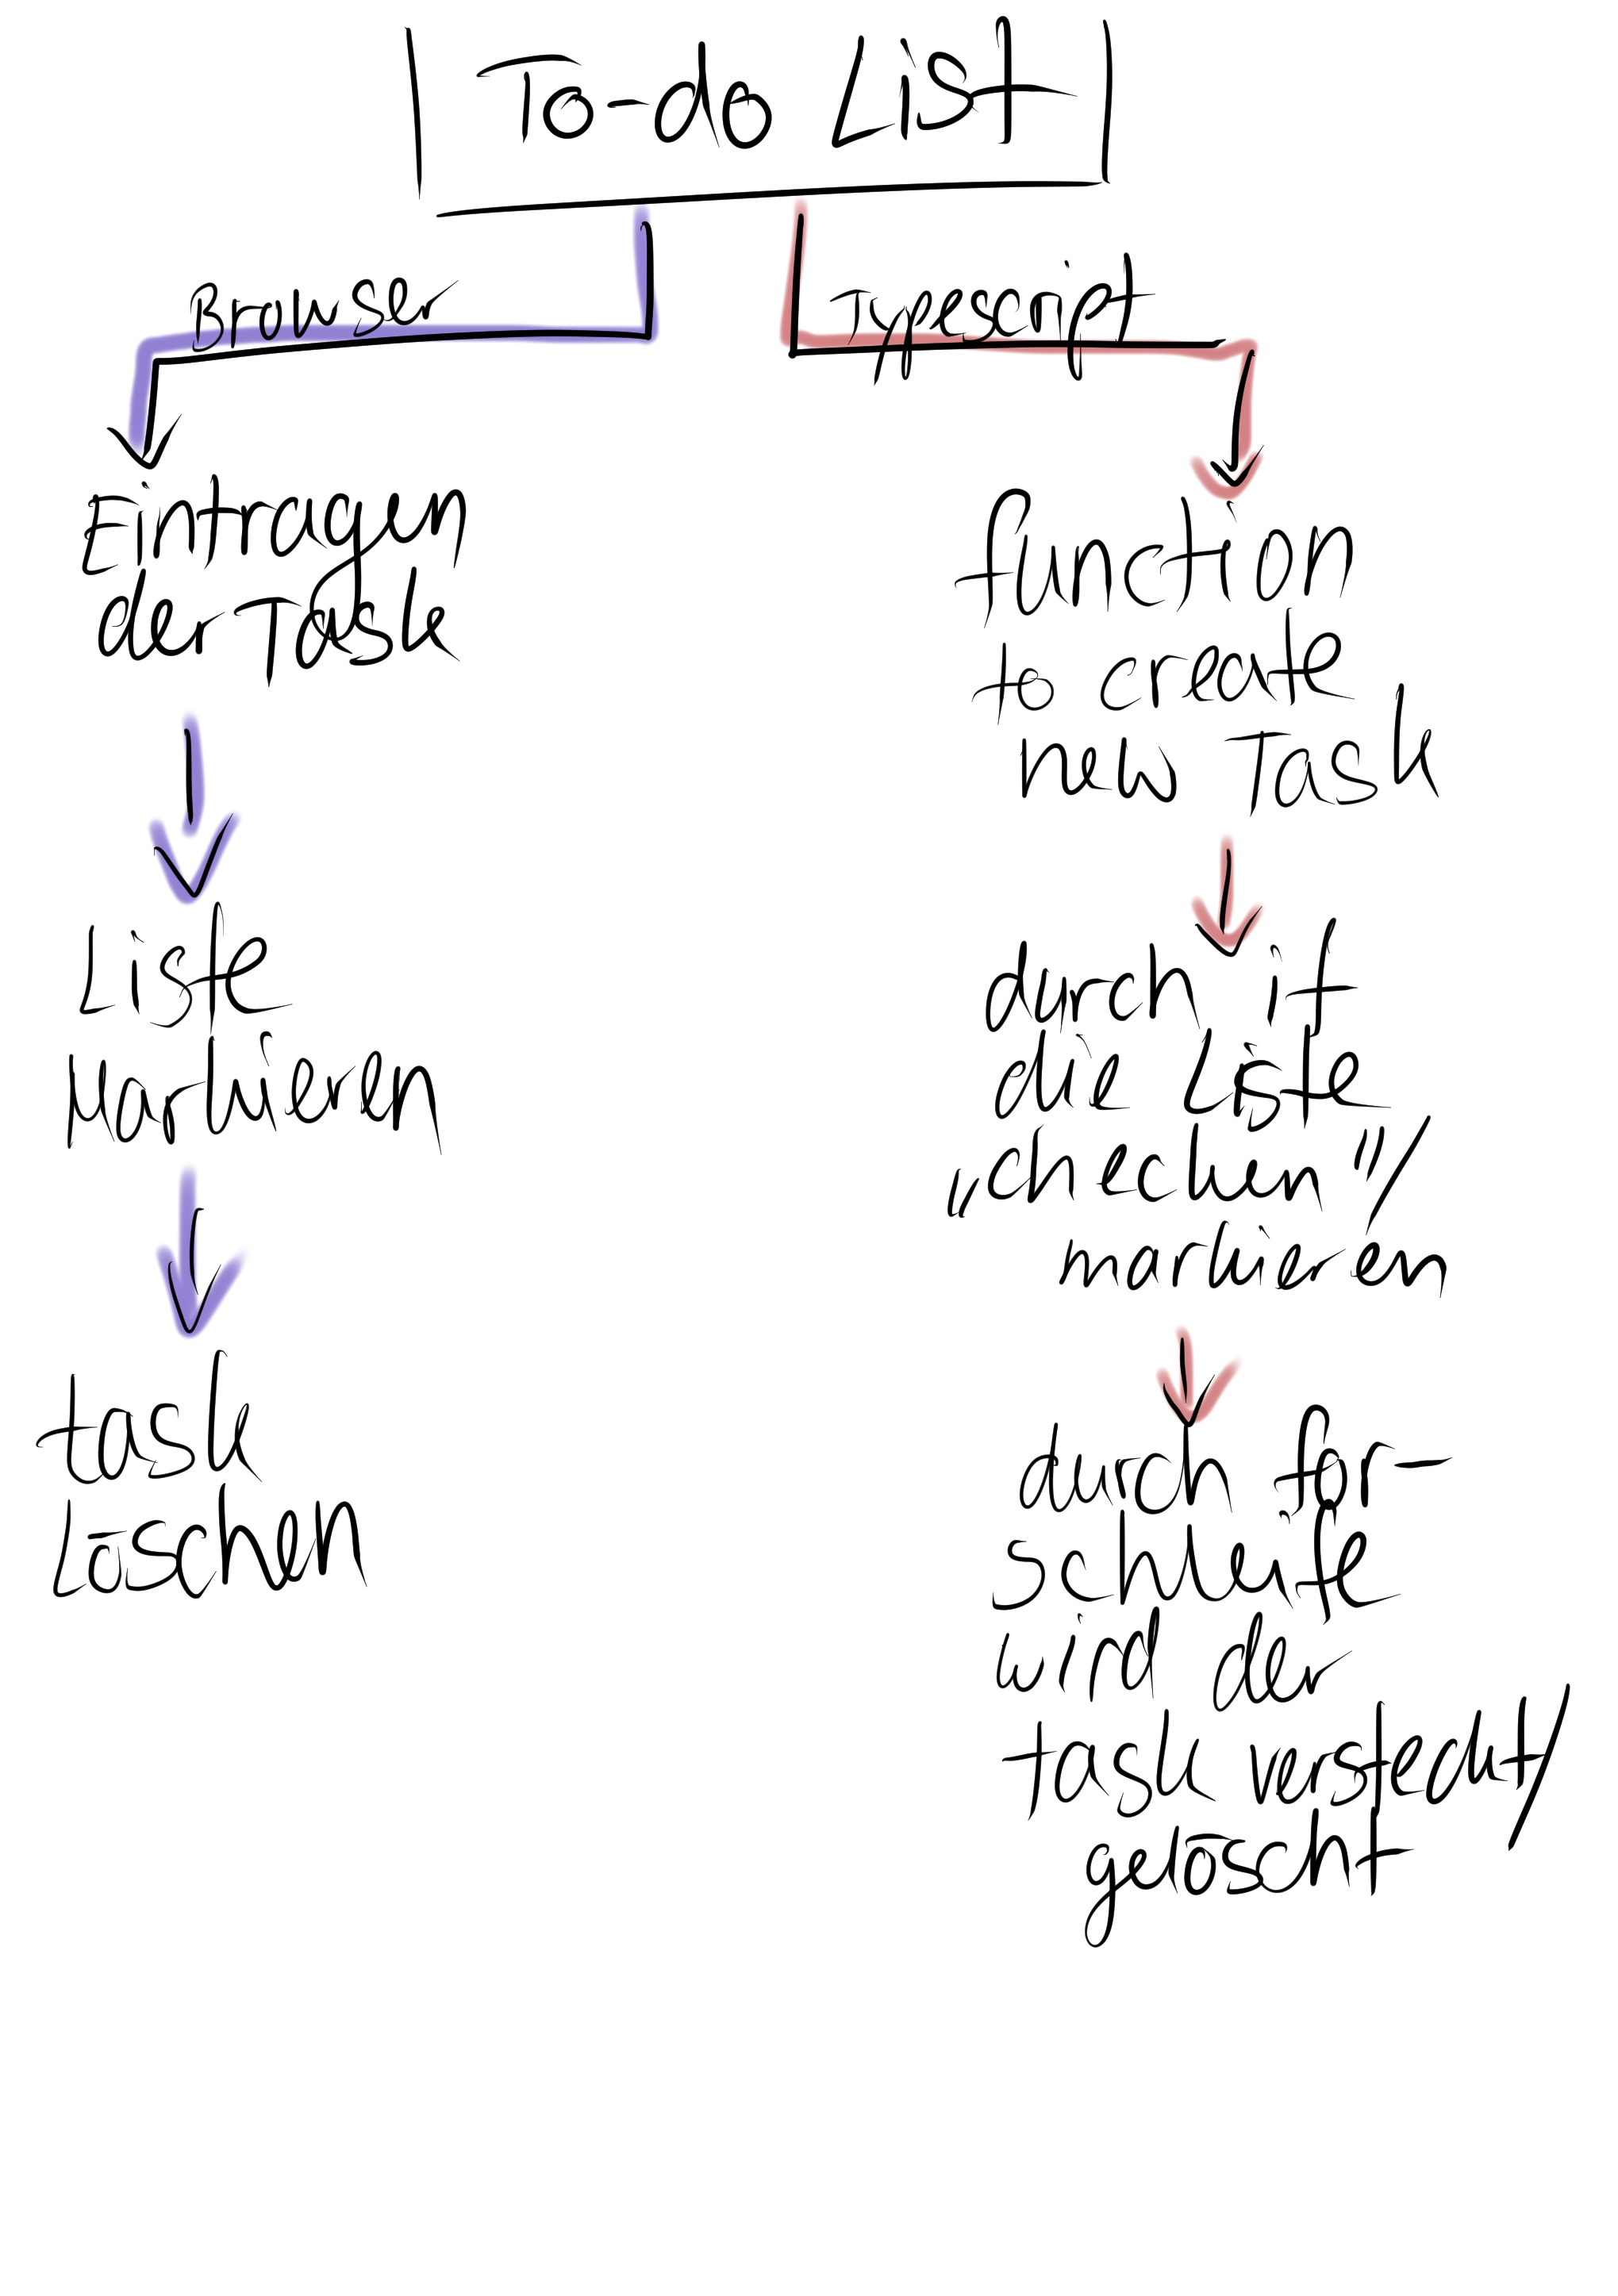 To-do List
Browser
Eintragun
der Task
Liste
Markieren
task
Löschen
Typescript
function
to create
new Task
durch if
die Liste
„checken"/
markieren
durch for-
schleife
wird der
task versteckt/
gelöscht